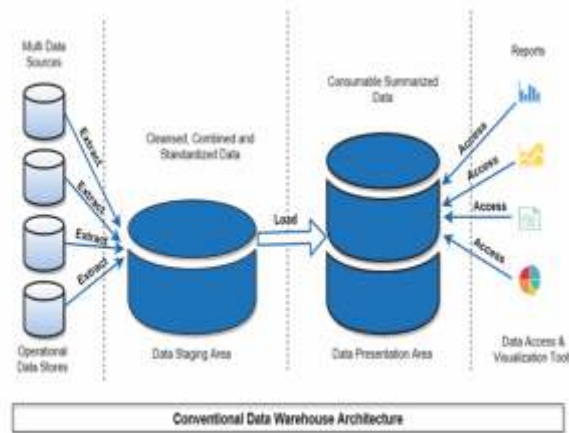 Multi Data
Sources
Extract
Extract
Extract
Extract
Operational
Data Stores
Cleansed, Combined and
Standardized Data
Data Staging Area
Load
Consumable Summarized
Data
Data Presentation Area
Reports
Access
Access
Access
Access
Data Access &
Visualization Tool
Conventional Data Warehouse Architecture